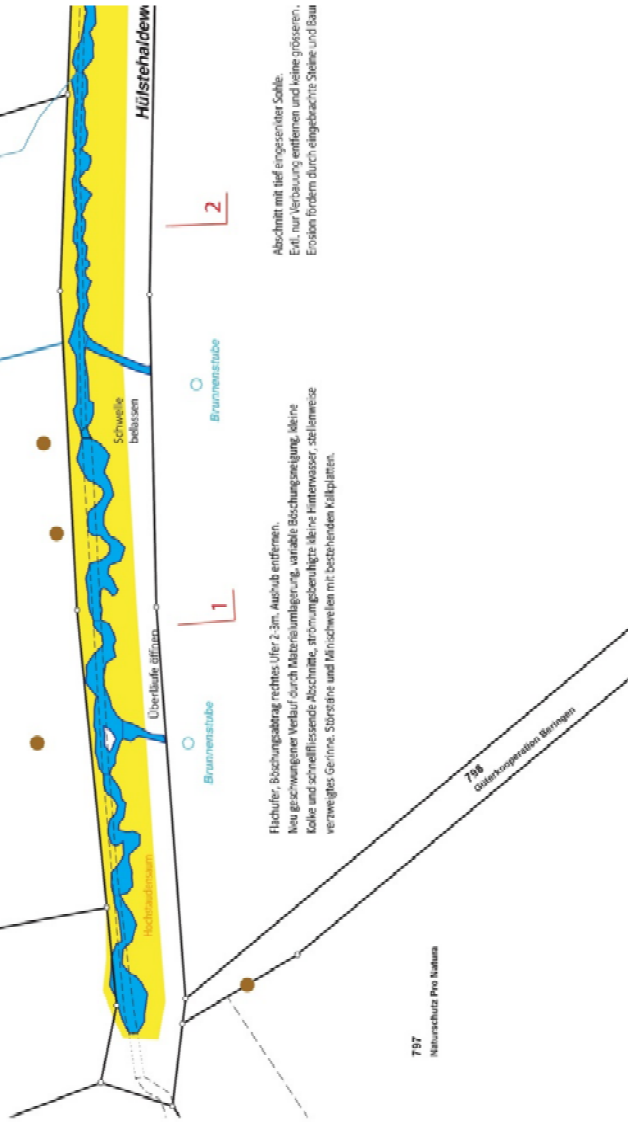 Hülstehaldew
2
Abschnitt mit tief eingesenkter Sohle.
Evtl. nur Verbauung entfernen und keine grösseren.
Erosion fördern durch eingebrachte Steine und Bau
Schwelle
belassen
Brunnenstube
1
Überläufe öffnen
Brunnenstube
Flachufer, Böschungsabtrag rechtes Ufer 2-3m. Aushub entfernen.
Neu geschwungener Verlauf durch Materialumlagerung, variable Böschungsneigung, kleine
Kolke und schnellfliessende Abschnitte, strömungsberuhigte kleine Hinterwasser, stellenweise
verzweigtes Gerinne. Störsteine und Minischwellen mit bestehenden Kalkplatten.
Hochstaudensaum
798
Güterkooperation Beringen
797
Naturschutz Pro Natura